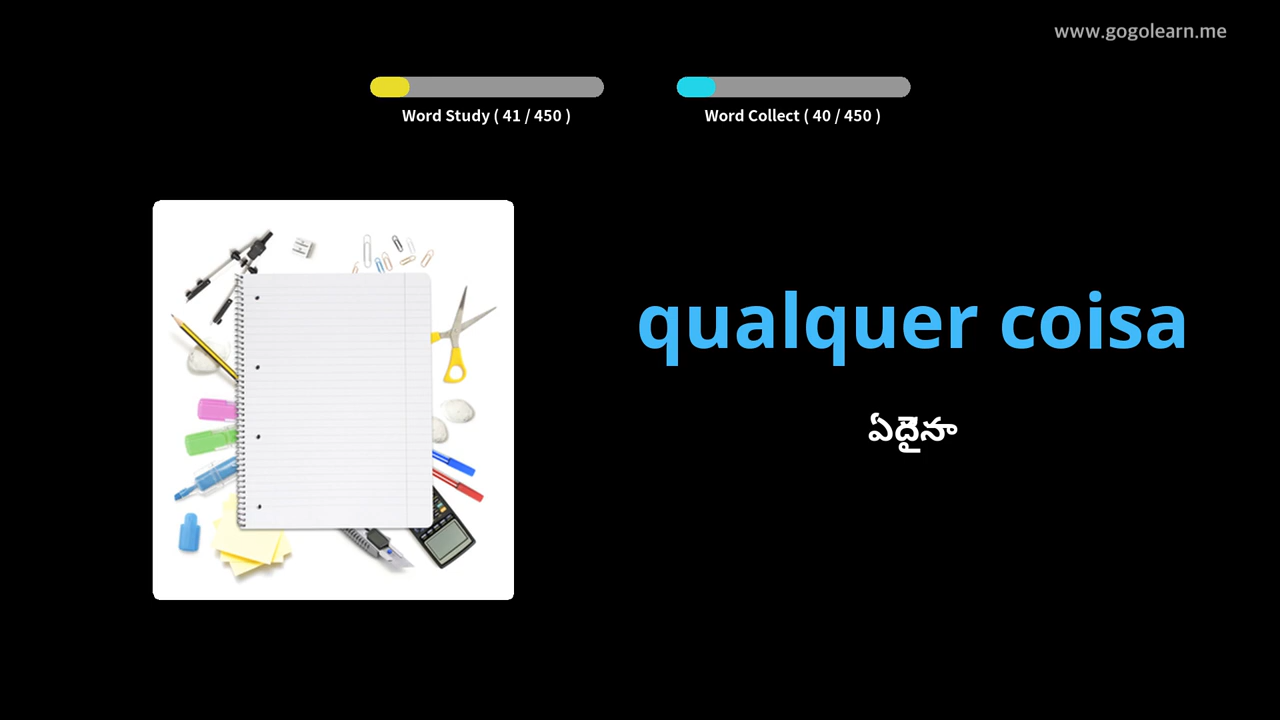 www.gogolearn.me
Word Study ( 41 / 450 )
Word Collect ( 40 / 450 )
qualquer coisa
ఏదైనా